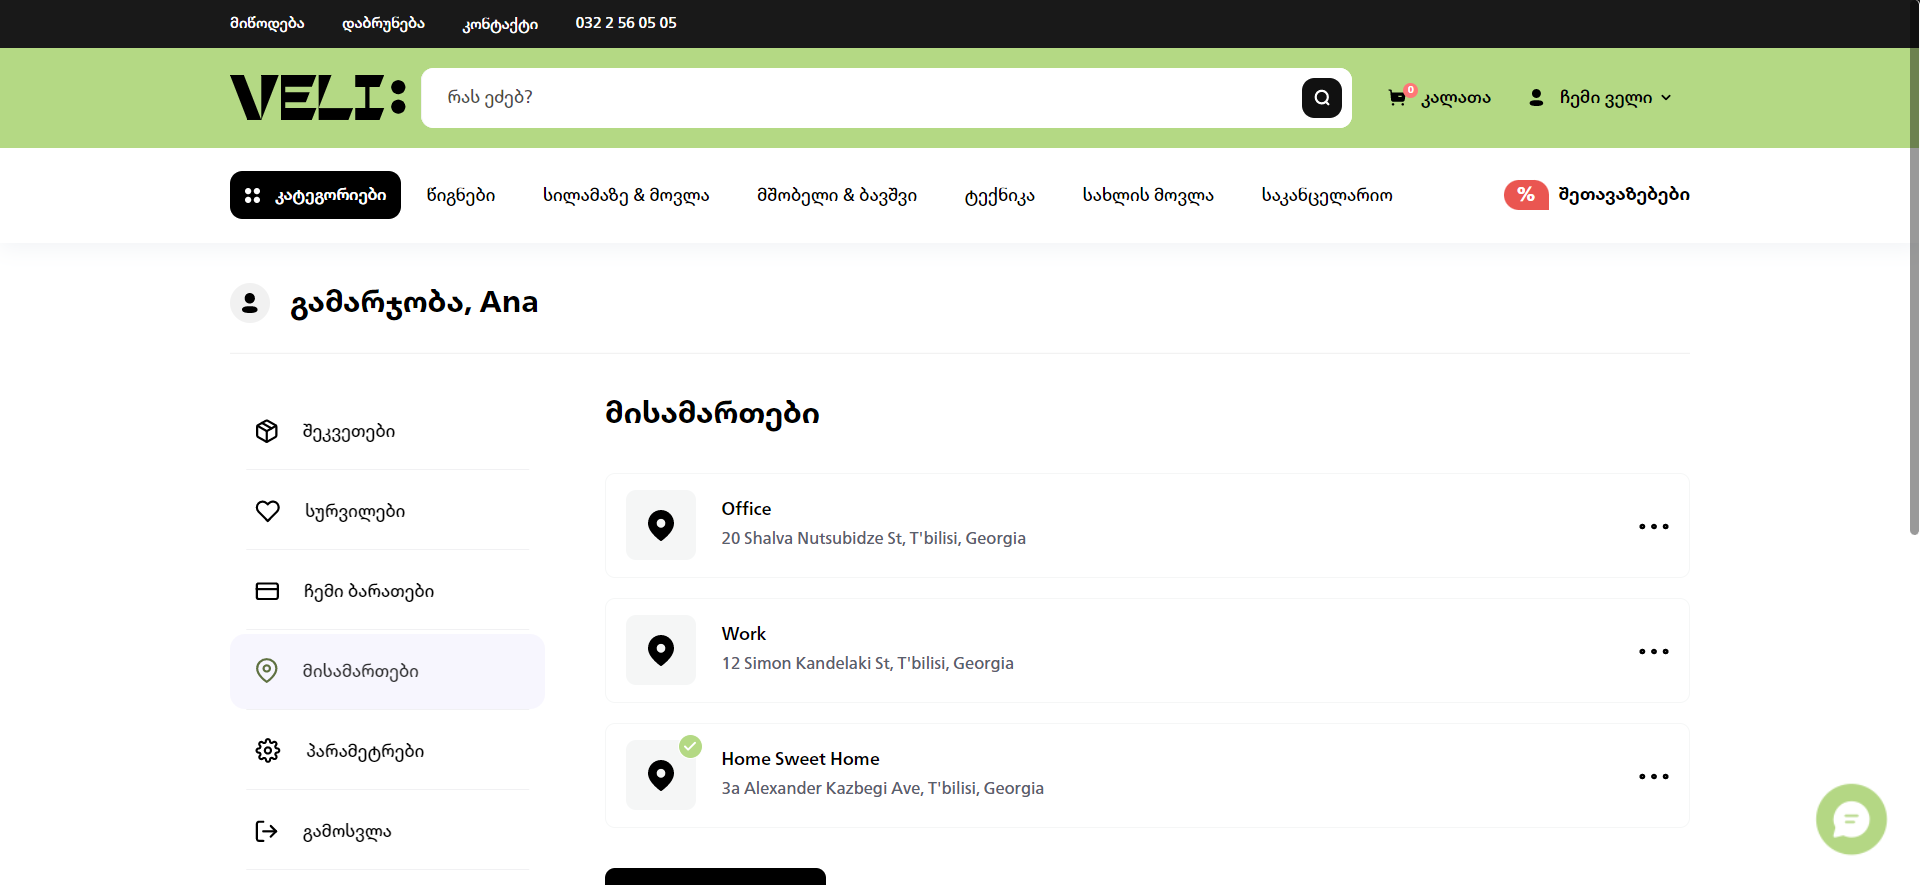 მიწოდება დაბრუნება კონტაქტი 032 2 56 05 05
VELI:
რას ეძებ?
0
კალათა
ჩემი ველი
კატეგორიები
წიგნები
სილამაზე & მოვლა
მშობელი & ბავშვი
ტექნიკა
სახლის მოვლა
საკანცელარიო
%
შეთავაზებები
გამარჯობა, Ana
შეკვეთები
სურვილები
ჩემი ბარათები
მისამართები
პარამეტრები
გამოსვლა
მისამართები
Office
20 Shalva Nutsubidze St, T'bilisi, Georgia
Work
12 Simon Kandelaki St, T'bilisi, Georgia
Home Sweet Home
3a Alexander Kazbegi Ave, T'bilisi, Georgia